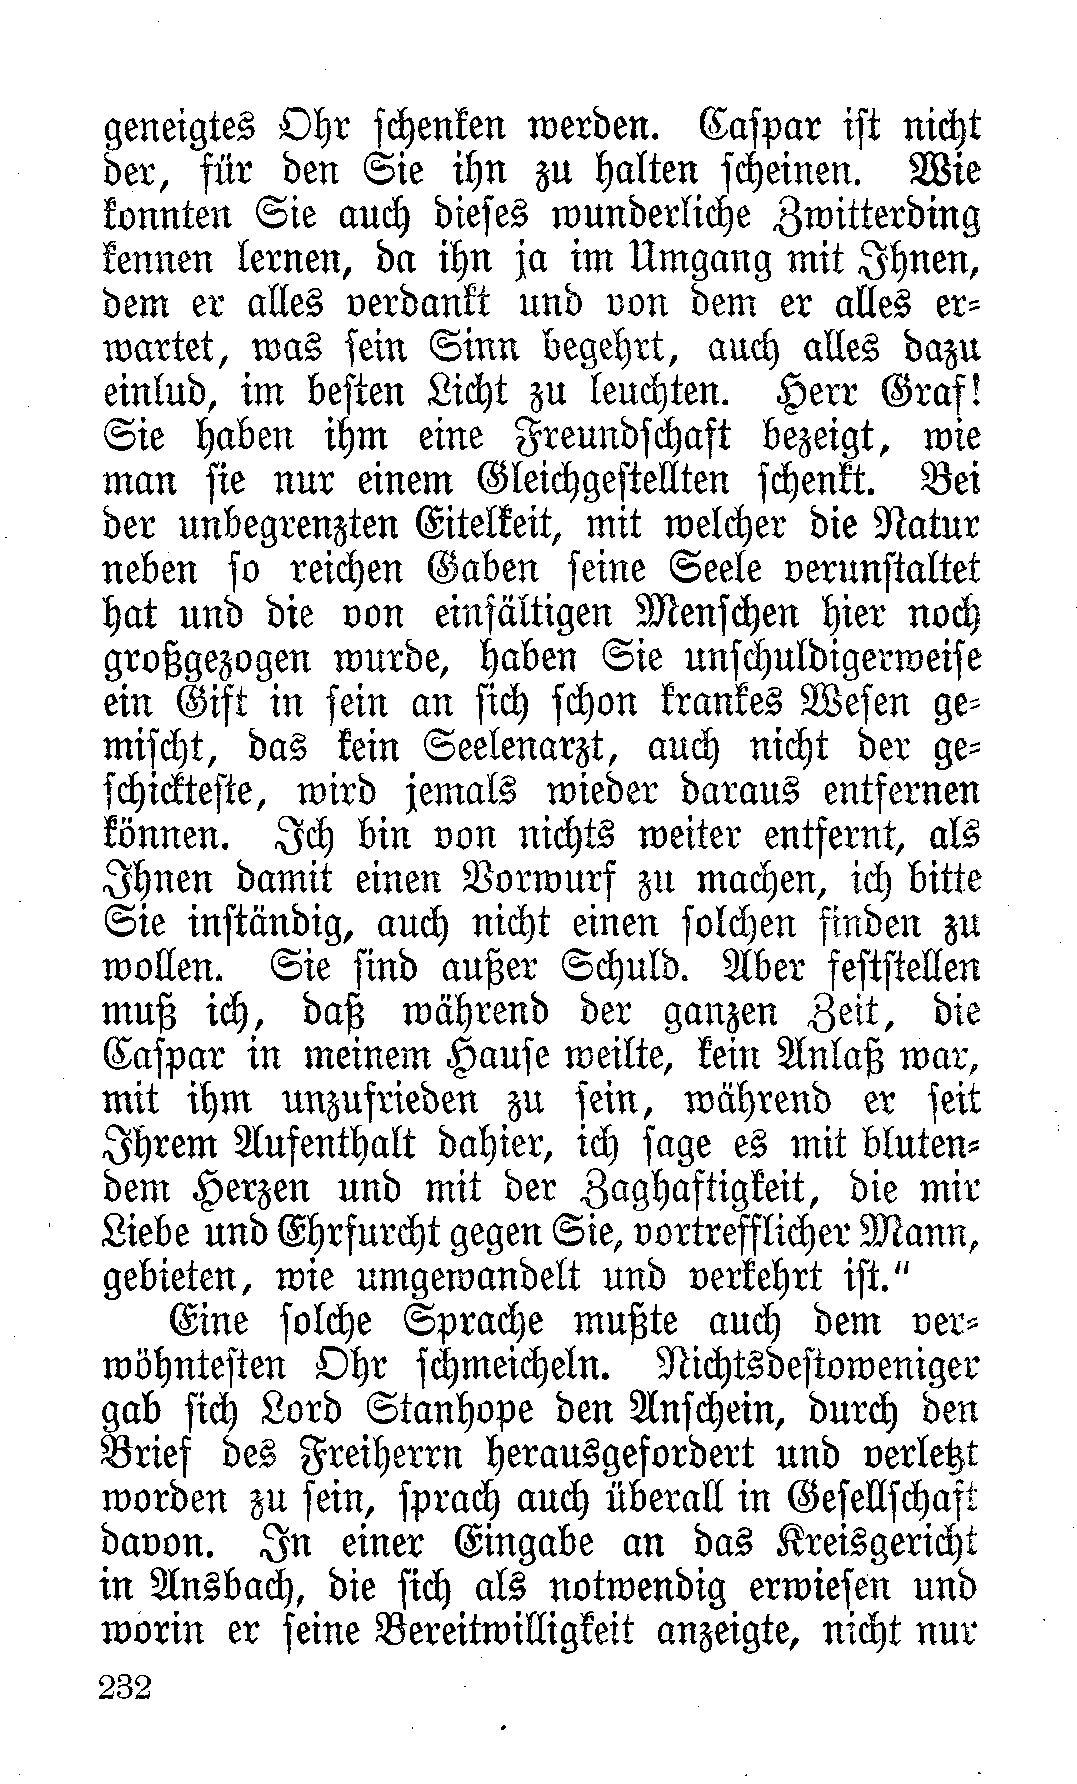 geneigtes Ohr schenken werden. Caspar ist nicht
der, für den Sie ihn zu halten scheinen. Wie
konnten Sie auch dieses wunderliche Zwitterding
kennen lernen, da ihn ja im Umgang mit Ihnen,
dem er alles verdankt und von dem er alles er-
wartet, was sein Sinn begehrt, auch alles dazu
einlud, im besten Licht zu leuchten. Herr Graf!
Sie haben ihm eine Freundschaft bezeigt, wie
man sie nur einem Gleichgestellten schenkt. Bei
der unbegrenzten Eitelkeit, mit welcher die Natur
neben so reichen Gaben seine Seele verunstaltet
hat und die von einfältigen Menschen hier noch
großgezogen wurde, haben Sie unschuldigerweise
ein Gift in sein an sich schon krankes Wesen ge-
mischt, das kein Seelenarzt, auch nicht der ge-
schickteste, wird jemals wieder daraus entfernen
können. Ich bin von nichts weiter entfernt, als
Ihnen damit einen Vorwurf zu machen, ich bitte
Sie inständig, auch nicht einen solchen finden zu
wollen. Sie sind außer Schuld. Aber feststellen
muß ich, daß während der ganzen Zeit, die
Caspar in meinem Hause weilte, kein Anlaß war,
mit ihm unzufrieden zu sein, während er seit
Ihrem Aufenthalt dahier, ich sage es mit bluten-
dem Herzen und mit der Zaghaftigkeit, die mir
Liebe und Ehrfurcht gegen Sie, vortrefflicher Mann,
gebieten, wie umgewandelt und verkehrt ist.“
Eine solche Sprache mußte auch dem ver-
wöhntesten Ohr schmeicheln. Nichtsdestoweniger
gab sich Lord Stanhope den Anschein, durch den
Brief des Freiherrn herausgefordert und verletzt
worden zu sein, sprach auch überall in Gesellschaft
davon. In einer Eingabe an das Kreisgericht
in Ansbach, die sich als notwendig erwiesen und
worin er seine Bereitwilligkeit anzeigte, nicht nur
232